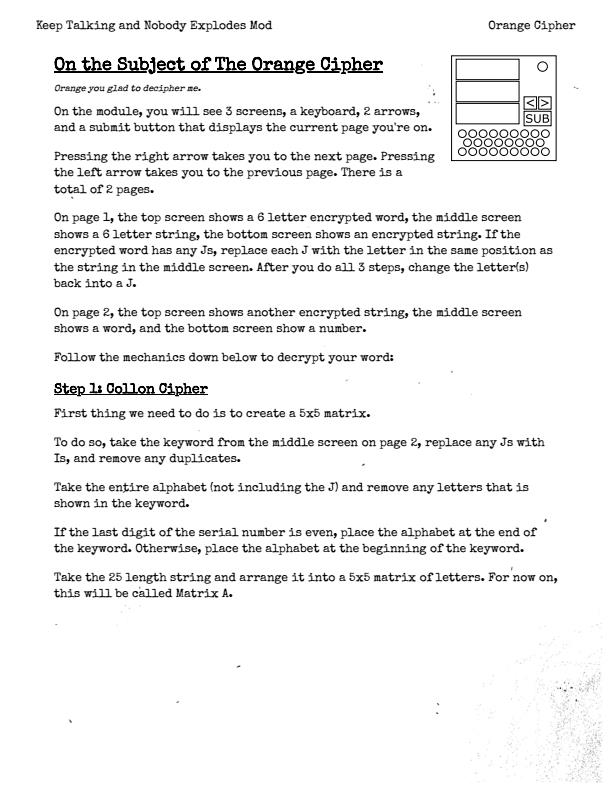 Keep Talking and Nobody Explodes Mod
Orange Cipher
On the Subject of The Orange Cipher
Orange you glad to decipher me.
On the module, you will see 3 screens, a keyboard, 2 arrows,
and a submit button that displays the current page you're on.
< >
SUB
Pressing the right arrow takes you to the next page. Pressing
the left arrow takes you to the previous page. There is a
total of 2 pages.
On page 1, the top screen shows a 6 letter encrypted word, the middle screen
shows a 6 letter string, the bottom screen shows an encrypted string. If the
encrypted word has any Js, replace each J with the letter in the same position as
the string in the middle screen. After you do all 3 steps, change the letter(s)
back into a J.
On page 2, the top screen shows another encrypted string, the middle screen
shows a word, and the bottom screen show a number.
Follow the mechanics down below to decrypt your word:
Step 1: Collon Cipher
First thing we need to do is to create a 5x5 matrix.
To do so, take the keyword from the middle screen on page 2, replace any Js with
Is, and remove any duplicates.
Take the entire alphabet (not including the J) and remove any letters that is
shown in the keyword.
If the last digit of the serial number is even, place the alphabet at the end of
the keyword. Otherwise, place the alphabet at the beginning of the keyword.
Take the 25 length string and arrange it into a 5x5 matrix of letters. For now on,
this will be called Matrix A.